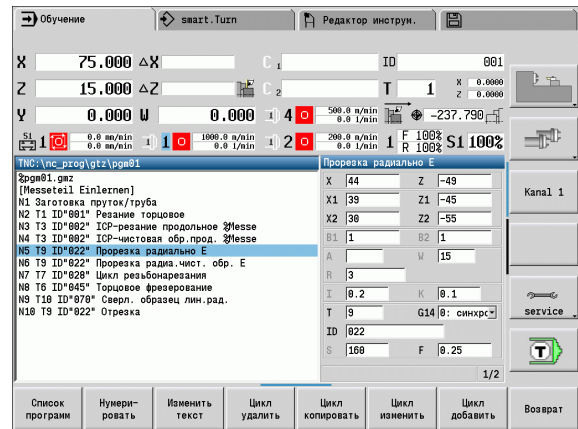 Обучение
smart.Turn
Редактор инструм.
X 75.000 ΔX C 1 ID 001
Z 15.000 ΔZ C 2 T 1 X 0.0000 Z 0.0000
Y 0.000 W 0.000 4 500.0 m/min 0.0 1/min -237.790
S1 1 0.0 mm/min 0.0 mm/min 1 1000.0 m/min 0.0 1/min 2 200.0 m/min 0.0 1/min 1 F 100% R 100% S1 100%
TNC:\nc_prog\gtz\pgm01
%pgm01.gmz
[Messeteil Einlernen]
N1 Заготовка пруток/труба
N2 T1 ID"001" Резание торцовое
N3 T3 ID"002" ICP-резание продольное %Messe
N4 T3 ID"002" ICP-чистовая обр.прод. %Messe
N5 T9 ID"022" Прорезка радиально E
N6 T9 ID"022" Прорезка радиа.чист. обр. E
N7 T7 ID"028" Цикл резьбонарезания
N8 T6 ID"045" Торцовое фрезерование
N9 T10 ID"070" Сверл. образец лин.рад.
N10 T9 ID"022" Отрезка
Прорезка радиально E
X 44 Z -49
X1 39 Z1 -45
X2 30 Z2 -55
B1 1 B2 1
A W 15
R 3
I 0.2 K 0.1
T 9 G14 0: синхрс
ID 022
S 160 F 0.25
1/2
Kanal 1
service
T
Список программ
Нумери-ровать
Изменить текст
Цикл удалить
Цикл копировать
Цикл изменить
Цикл добавить
Возврат